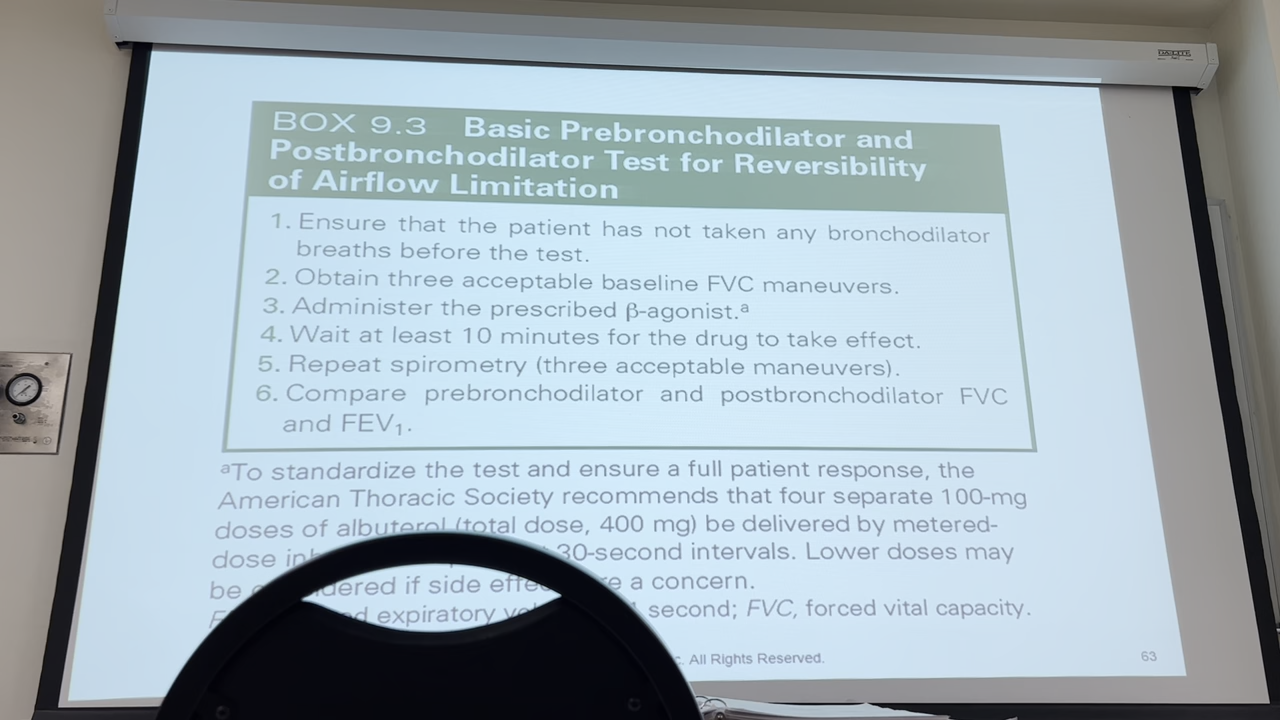 BOX 9.3 Basic Prebronchodilator and
Postbronchodilator Test for Reversibility
of Airflow Limitation
1. Ensure that the patient has not taken any bronchodilator
breaths before the test.
2. Obtain three acceptable baseline FVC maneuvers.
3. Administer the prescribed β-agonist.ᵃ
4. Wait at least 10 minutes for the drug to take effect.
5. Repeat spirometry (three acceptable maneuvers).
6. Compare prebronchodilator and postbronchodilator FVC
and FEV₁.
ᵃTo standardize the test and ensure a full patient response, the
American Thoracic Society recommends that four separate 100-mg
doses of albuterol (total dose, 400 mg) be delivered by metered-
dose 30-second intervals. Lower doses may
be if side a concern.
expiratory second; FVC, forced vital capacity.
All Rights Reserved.
63
DA-LITE